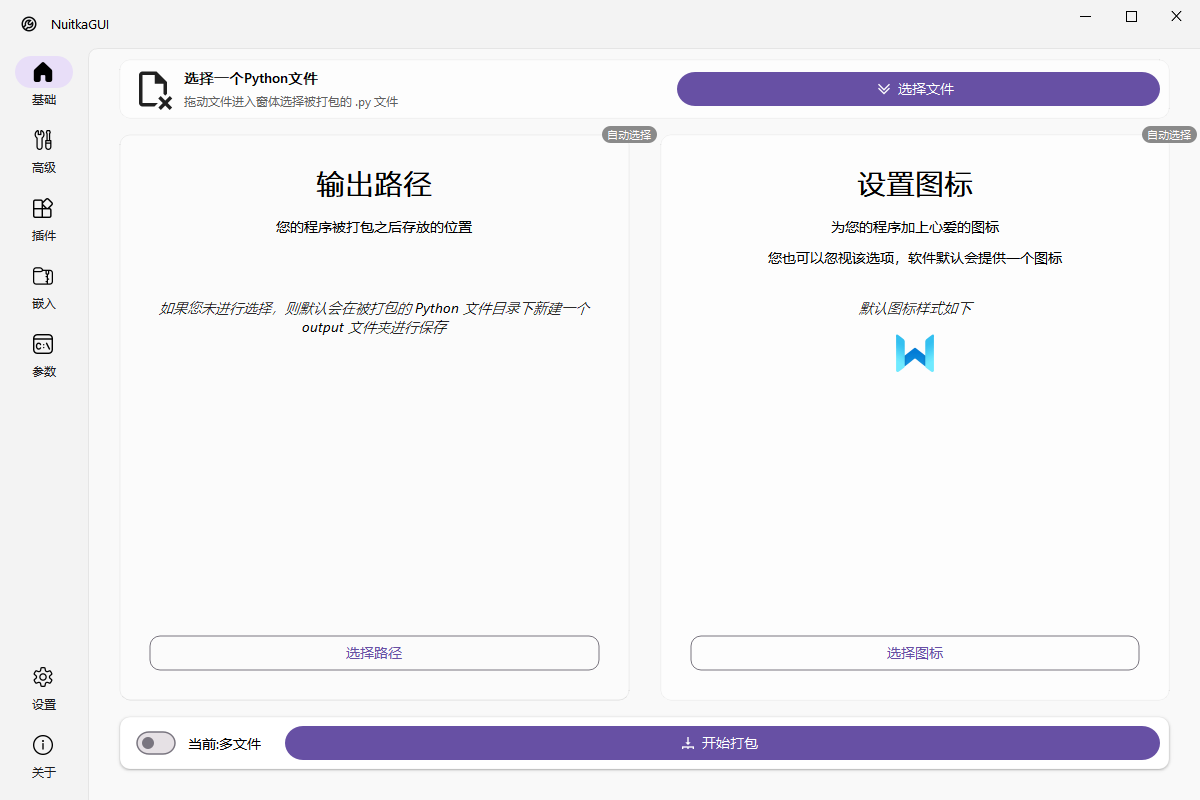 NuitkaGUI
基础
高级
插件
嵌入
参数
设置
关于
选择一个Python文件
拖动文件进入窗体选择被打包的 .py 文件
选择文件
自动选择
输出路径
您的程序被打包之后存放的位置
如果您未进行选择，则默认会在被打包的 Python 文件目录下新建一个
output 文件夹进行保存
选择路径
自动选择
设置图标
为您的程序加上心爱的图标
您也可以忽视该选项，软件默认会提供一个图标
默认图标样式如下
选择图标
当前:多文件
开始打包